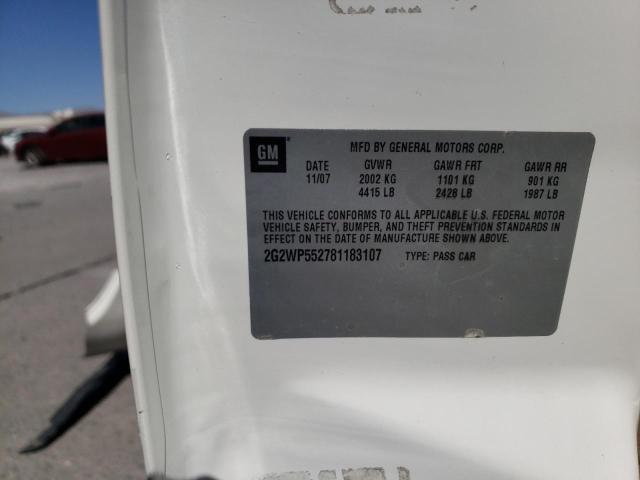 GM
MFD BY GENERAL MOTORS CORP.
DATE GVWR GAWR FRT GAWR RR
11/07 2002 KG 1101 KG 901 KG
4415 LB 2428 LB 1987 LB
THIS VEHICLE CONFORMS TO ALL APPLICABLE U.S. FEDERAL MOTOR
VEHICLE SAFETY, BUMPER, AND THEFT PREVENTION STANDARDS IN
EFFECT ON THE DATE OF MANUFACTURE SHOWN ABOVE.
2G2WP552781183107 TYPE: PASS CAR